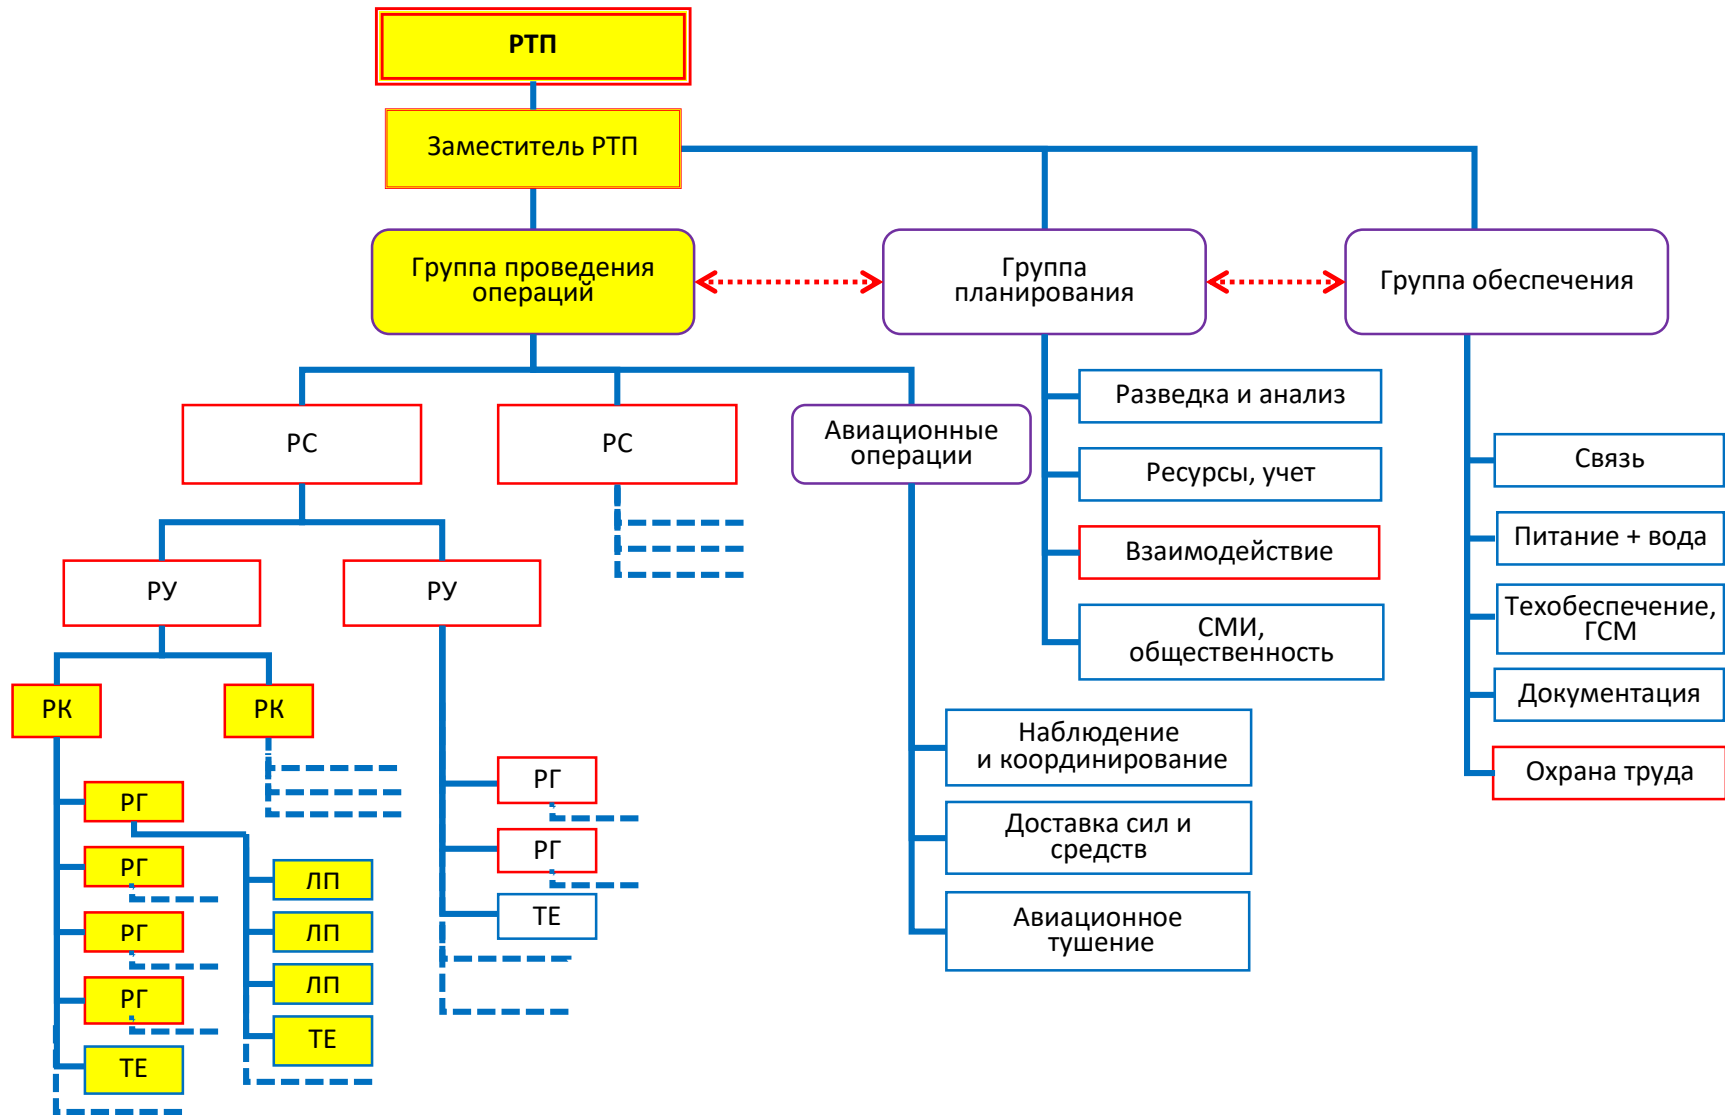 РТП
Заместитель РТП
Группа проведения
операций
Группа
планирования
Группа обеспечения
РС
РС
Авиационные
операции
Разведка и анализ
Ресурсы, учет
Взаимодействие
СМИ,
общественность
Связь
Питание + вода
Техобеспечение,
ГСМ
Документация
Охрана труда
РУ
РУ
РК
РК
Наблюдение
и координирование
Доставка сил и
средств
Авиационное
тушение
РГ
РГ
РГ
РГ
ТЕ
ЛП
ЛП
ЛП
ТЕ
РГ
РГ
ТЕ